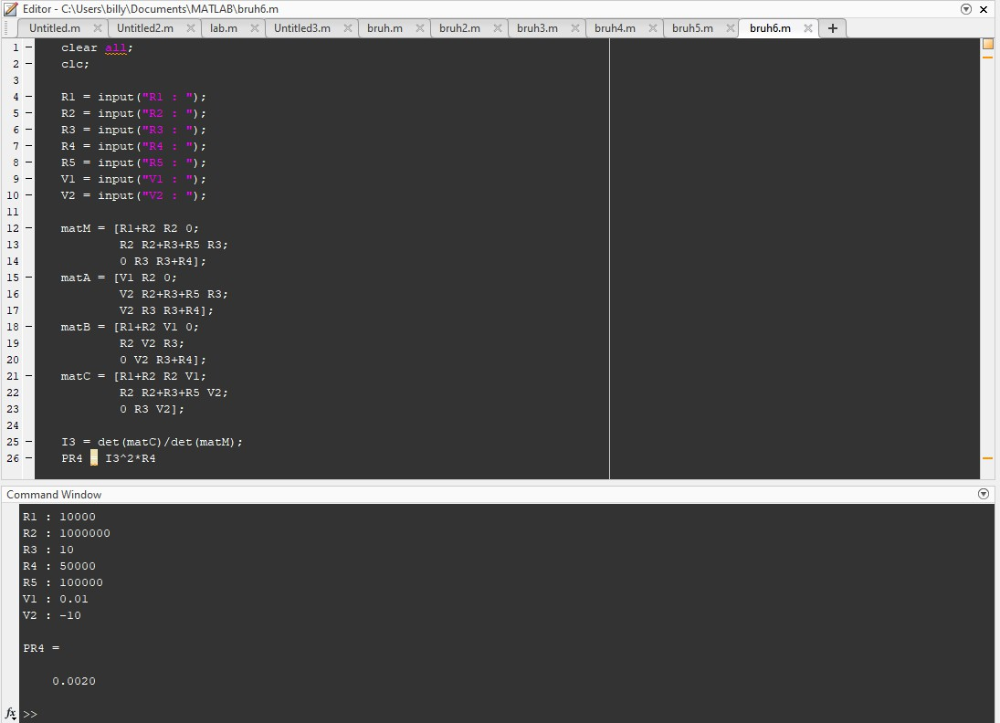 Editor - C:\Users\billy\Documents\MATLAB\bruh6.m
Untitled.m Untitled2.m lab.m Untitled3.m bruh.m bruh2.m bruh3.m bruh4.m bruh5.m bruh6.m
1 clear all;
2 clc;
3
4 R1 = input("R1 : ");
5 R2 = input("R2 : ");
6 R3 = input("R3 : ");
7 R4 = input("R4 : ");
8 R5 = input("R5 : ");
9 V1 = input("V1 : ");
10 V2 = input("V2 : ");
11
12 matM = [R1+R2 R2 0;
13 R2 R2+R3+R5 R3;
14 0 R3 R3+R4];
15 matA = [V1 R2 0;
16 V2 R2+R3+R5 R3;
17 V2 R3 R3+R4];
18 matB = [R1+R2 V1 0;
19 R2 V2 R3;
20 0 V2 R3+R4];
21 matC = [R1+R2 R2 V1;
22 R2 R2+R3+R5 V2;
23 0 R3 V2];
24
25 I3 = det(matC)/det(matM);
26 PR4 = I3^2*R4
Command Window
R1 : 10000
R2 : 1000000
R3 : 10
R4 : 50000
R5 : 100000
V1 : 0.01
V2 : -10
PR4 =
0.0020
fx >>